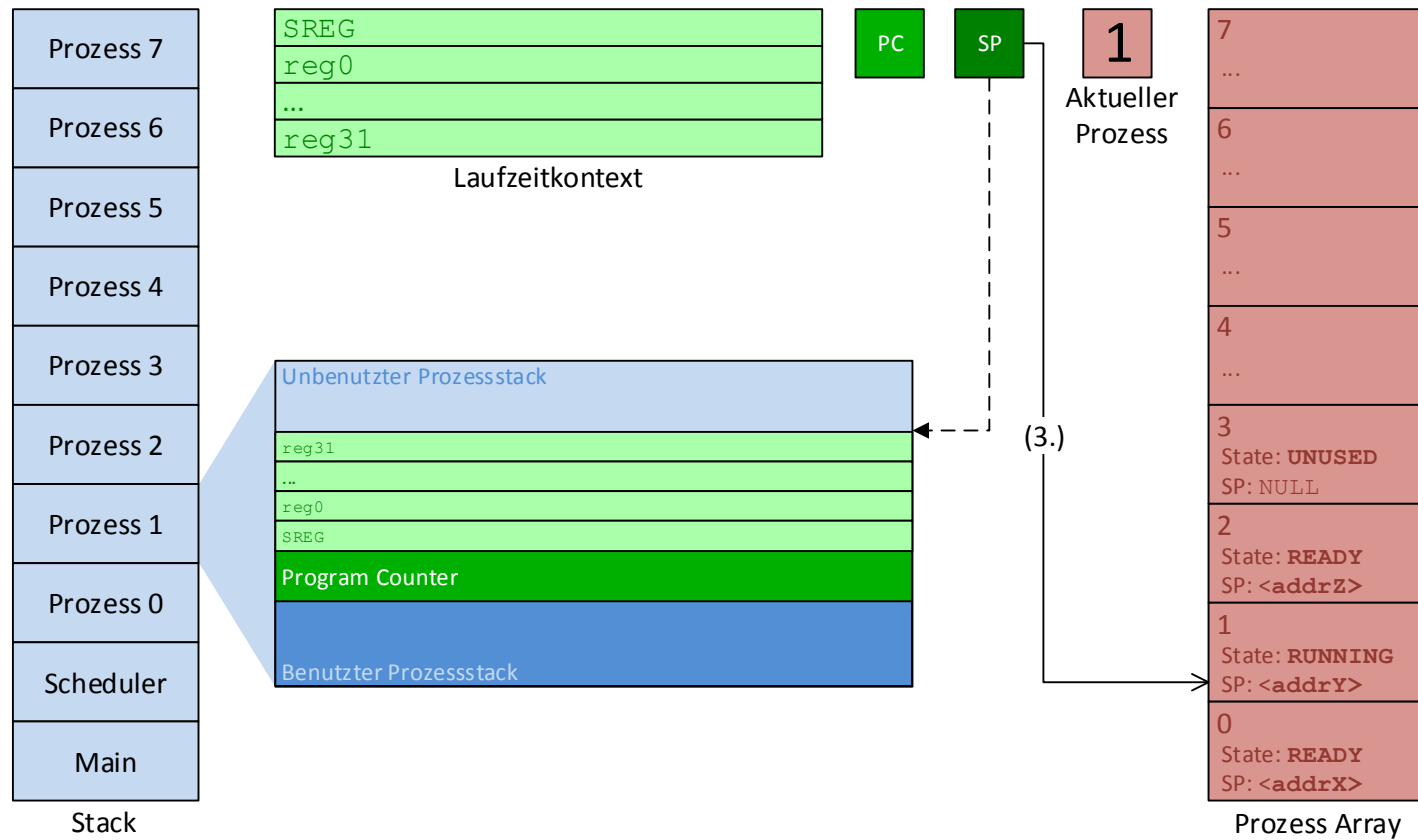 Prozess 7
Prozess 6
Prozess 5
Prozess 4
Prozess 3
Prozess 2
Prozess 1
Prozess 0
Scheduler
Main
Stack
SREG
reg0
...
reg31
Laufzeitkontext
PC
SP
1
Aktueller
Prozess
Unbenutzter Prozessstack
reg31
...
reg0
SREG
Program Counter
Benutzter Prozessstack
(3.)
7
...
6
...
5
...
4
...
3
State: UNUSED
SP: NULL
2
State: READY
SP: <addrZ>
1
State: RUNNING
SP: <addrY>
0
State: READY
SP: <addrX>
Prozess Array